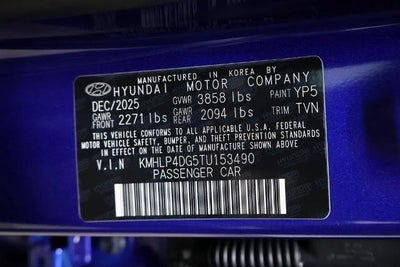 MANUFACTURED IN KOREA BY
HYUNDAI MOTOR COMPANY
DEC/2025 GVWR 3858 lbs PAINT YP5
GAWR FRONT 2271 lbs GAWR REAR 2094 lbs TRIM TVN
THIS VEHICLE CONFORMS TO ALL APPLICABLE U.S. FEDERAL
MOTOR VEHICLE SAFETY, BUMPER, AND THEFT PREVENTION STANDARDS
IN EFFECT ON THE DATE OF MANUFACTURE SHOWN ABOVE.
V.I.N KMHLP4DG5TU153490
PASSENGER CAR